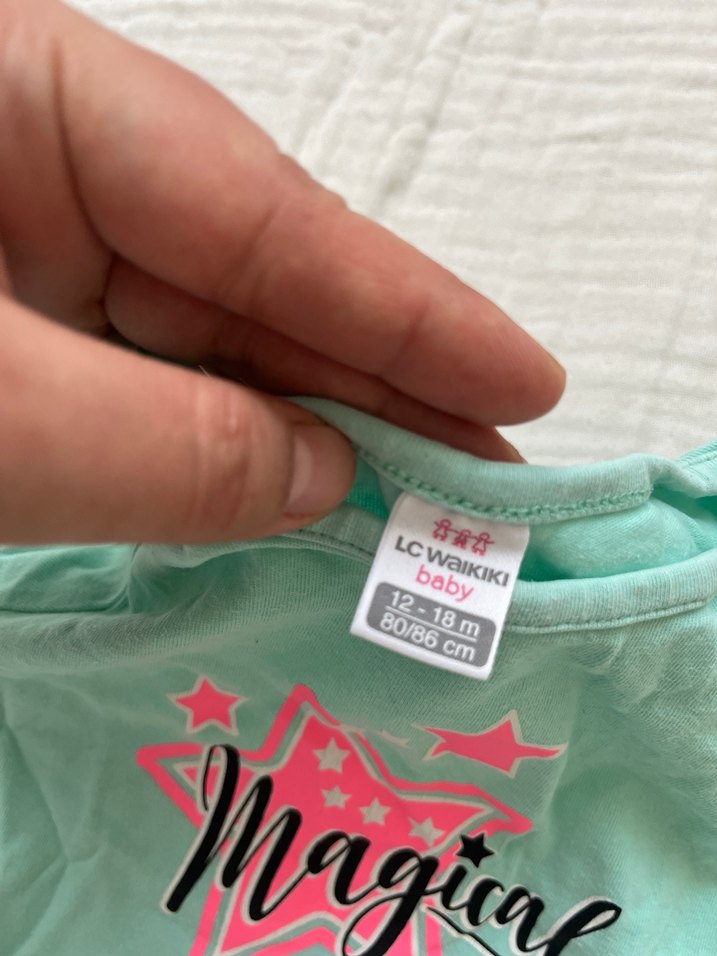 LC WAIKIKI
baby
12 - 18 m
80/86 cm
Magical